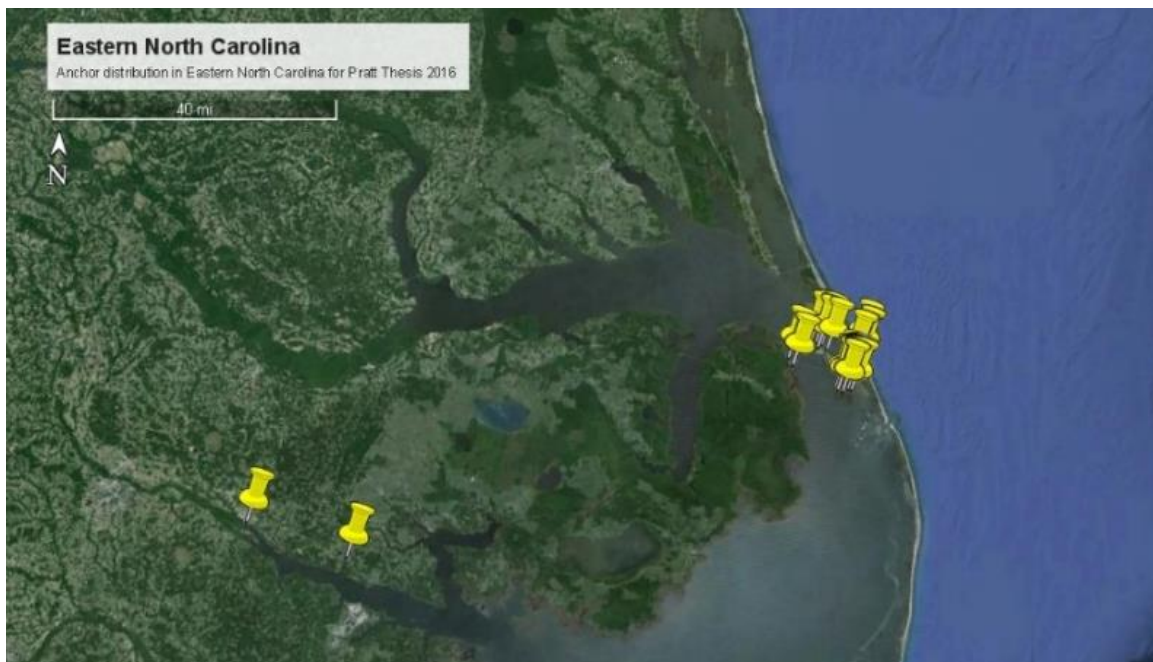 Eastern North Carolina
Anchor distribution in Eastern North Carolina for Pratt Thesis 2016
40 mi
N